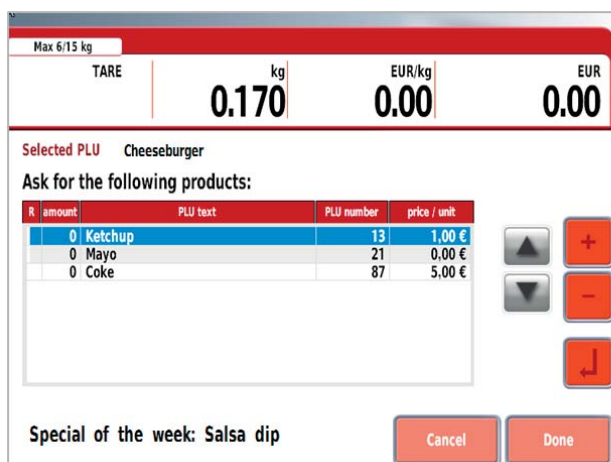 Max 6/15 kg
TARE kg EUR/kg EUR
0.170 0.00 0.00
Selected PLU Cheeseburger
Ask for the following products:
R amount PLU text PLU number price / unit
0 Ketchup 13 1,00 €
0 Mayo 21 0,00 €
0 Coke 87 5,00 €
+
-
Special of the week: Salsa dip
Cancel Done